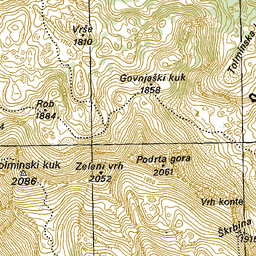 Vrše
1810
Govnjaški kuk
1858
Rob
1884
Tolminska
Tolminski kuk
2086
Zeleni vrh
2052
Podrta gora
2061
Vrh konte
Škrbina